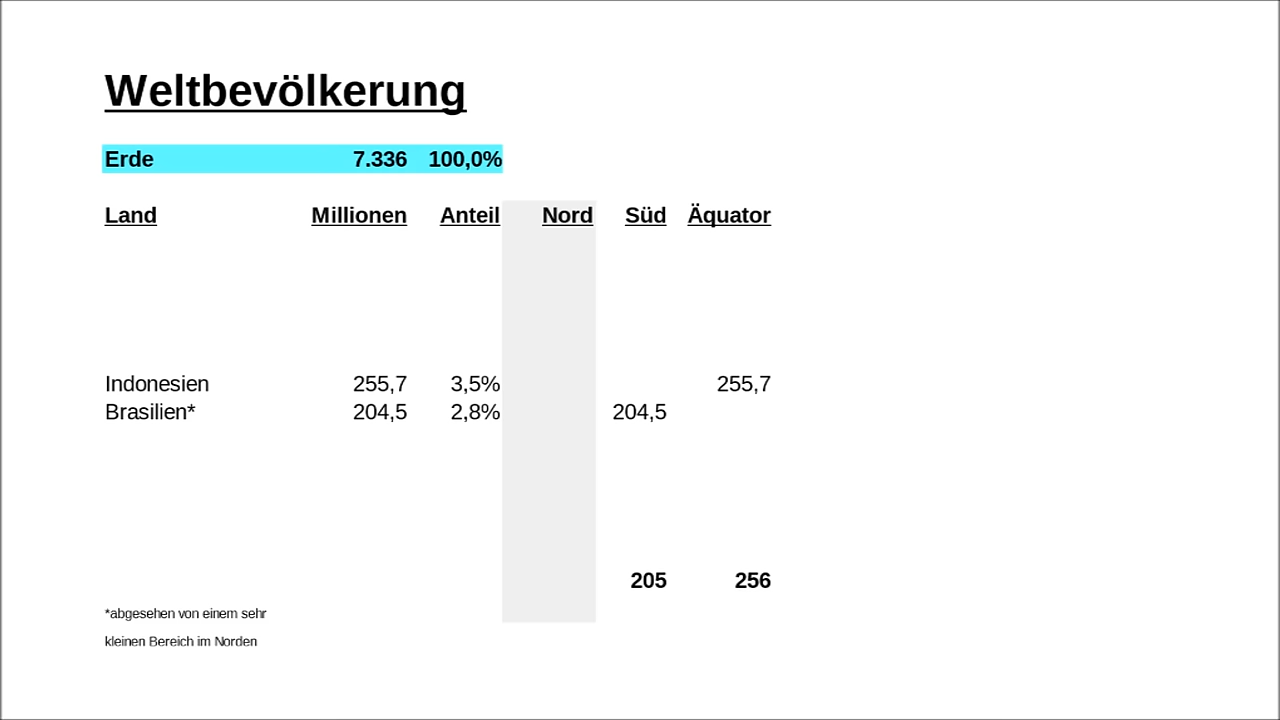 Weltbevölkerung
Erde 7.336 100,0%
Land Millionen Anteil Nord Süd Äquator
Indonesien 255,7 3,5% 255,7
Brasilien* 204,5 2,8% 204,5
205 256
*abgesehen von einem sehr
kleinen Bereich im Norden